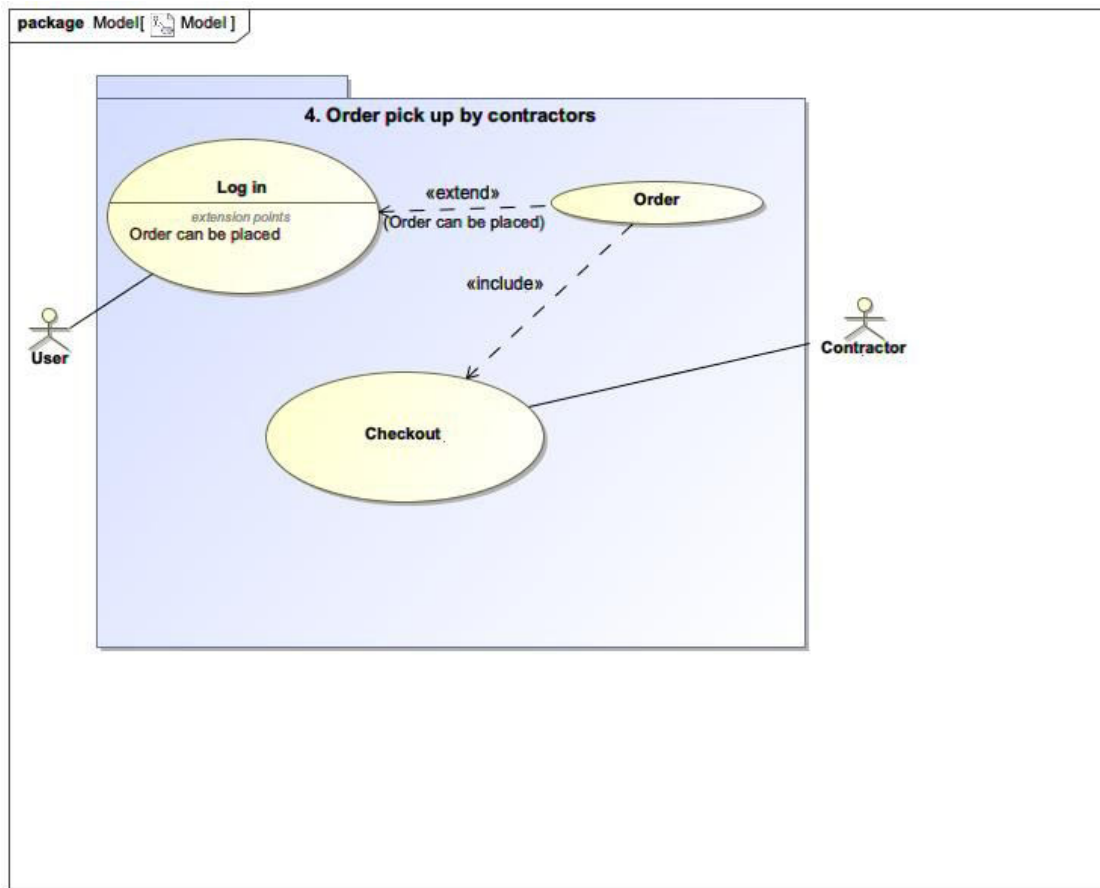 package Model[ Model ]
4. Order pick up by contractors
Log in
extension points
Order can be placed
«extend»
(Order can be placed)
Order
«include»
User
Contractor
Checkout